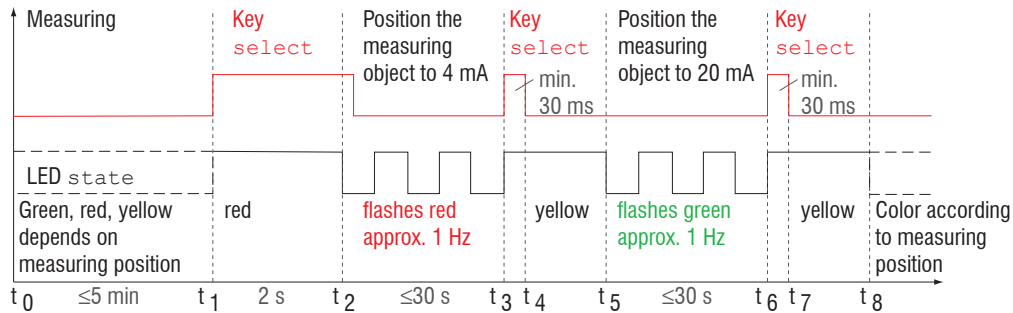 Measuring
Key
select
Position the
measuring
object to 4 mA
Key
select
min.
30 ms
Position the
measuring
object to 20 mA
Key
select
min.
30 ms
LED state
Green, red, yellow
depends on
measuring position
red
flashes red
approx. 1 Hz
yellow
flashes green
approx. 1 Hz
yellow
Color according
to measuring
position
t0 ≤5 min t1 2 s t2 ≤30 s t3 t4 t5 ≤30 s t6 t7 t8